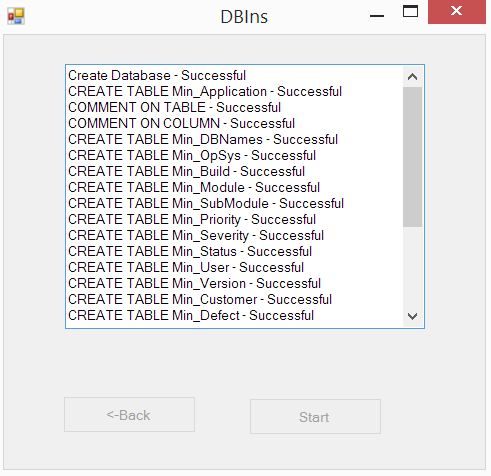 DBIns
Create Database - Successful
CREATE TABLE Min_Application - Successful
COMMENT ON TABLE - Successful
COMMENT ON COLUMN - Successful
CREATE TABLE Min_DBNames - Successful
CREATE TABLE Min_OpSys - Successful
CREATE TABLE Min_Build - Successful
CREATE TABLE Min_Module - Successful
CREATE TABLE Min_SubModule - Successful
CREATE TABLE Min_Priority - Successful
CREATE TABLE Min_Severity - Successful
CREATE TABLE Min_Status - Successful
CREATE TABLE Min_User - Successful
CREATE TABLE Min_Version - Successful
CREATE TABLE Min_Customer - Successful
CREATE TABLE Min_Defect - Successful
<-Back
Start